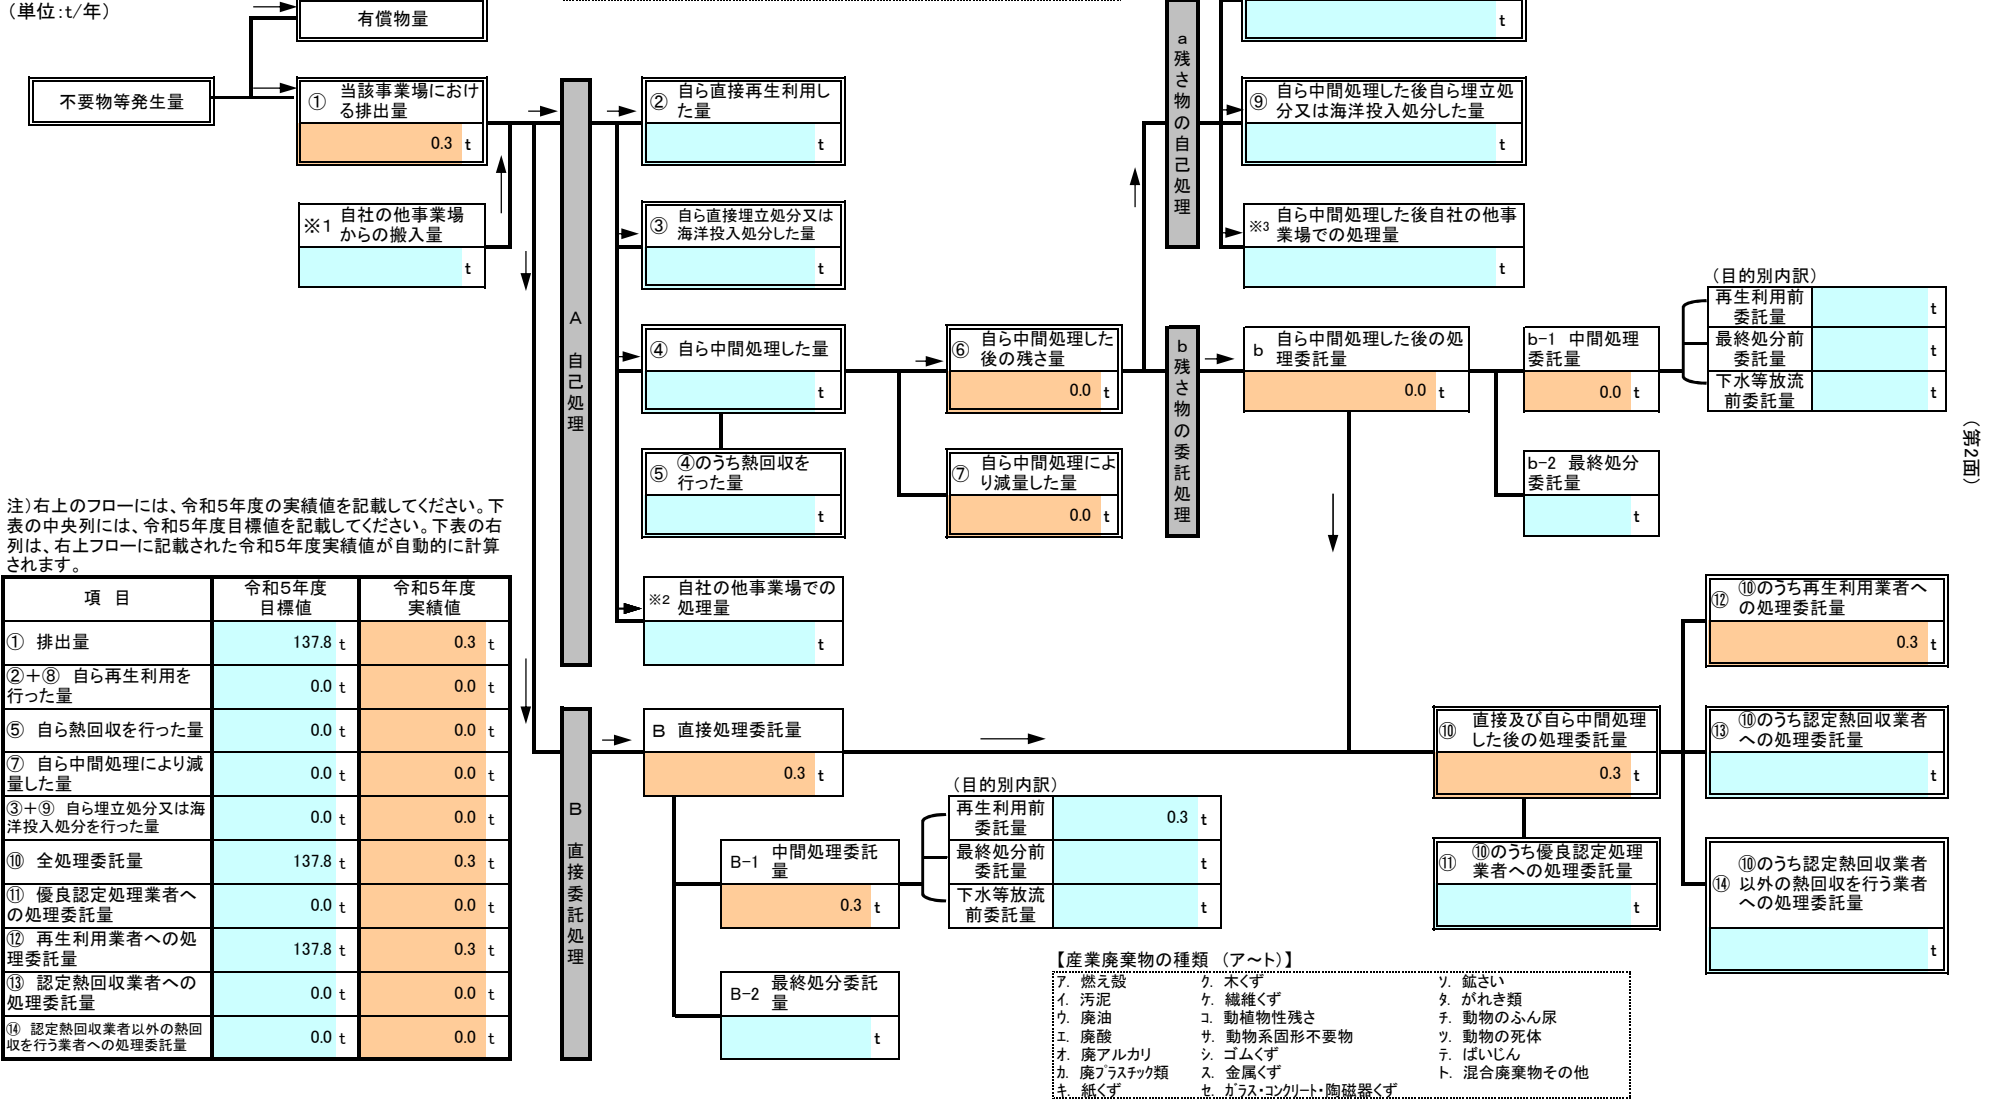 （単位：t/年）
有償物量
t
不要物等発生量
① 当該事業場におけ
る排出量
0.3 t
② 自ら直接再生利用し
た量
t
a
残さ物の自己処理
⑨ 自ら中間処理した後自ら埋立処
分又は海洋投入処分した量
t
※1 自社の他事業場
からの搬入量
t
③ 自ら直接埋立処分又は
海洋投入処分した量
t
※3 自ら中間処理した後自社の他事
業場での処理量
t
A 自己処理
④ 自ら中間処理した量
t
⑥ 自ら中間処理した
後の残さ量
0.0 t
b
残さ物の委託処理
b 自ら中間処理した後の処
理委託量
0.0 t
b-1 中間処理
委託量
0.0 t
（目的別内訳）
再生利用前
委託量
t
最終処分前
委託量
t
下水等放流
前委託量
t
（第2面）
⑤ ④のうち熱回収を
行った量
t
⑦ 自ら中間処理によ
り減量した量
0.0 t
b-2 最終処分
委託量
t
注）右上のフローには、令和5年度の実績値を記載してください。下
表の中央列には、令和5年度目標値を記載してください。下表の右
列は、右上フローに記載された令和5年度実績値が自動的に計算
されます。
※2 自社の他事業場での
処理量
t
項 目 令和5年度
目標値 令和5年度
実績値
① 排出量 137.8 t 0.3 t
②＋⑧ 自ら再生利用を
行った量 0.0 t 0.0 t
⑤ 自ら熱回収を行った量 0.0 t 0.0 t
⑦ 自ら中間処理により減
量した量 0.0 t 0.0 t
③＋⑨ 自ら埋立処分又は海
洋投入処分を行った量 0.0 t 0.0 t
⑩ 全処理委託量 137.8 t 0.3 t
⑪ 優良認定処理業者へ
の処理委託量 0.0 t 0.0 t
⑫ 再生利用業者への処
理委託量 137.8 t 0.3 t
⑬ 認定熱回収業者への
処理委託量 0.0 t 0.0 t
⑭ 認定熱回収業者以外の熱回
収を行う業者への処理委託量 0.0 t 0.0 t
B 直接委託処理
B 直接処理委託量
0.3 t
（目的別内訳）
再生利用前
委託量
0.3 t
最終処分前
委託量
t
下水等放流
前委託量
t
B-1 中間処理委託
量
0.3 t
B-2 最終処分委託
量
t
⑩ 直接及び自ら中間処理
した後の処理委託量
0.3 t
⑪ ⑩のうち優良認定処理
業者への処理委託量
t
⑫ ⑩のうち再生利用業者へ
の処理委託量
0.3 t
⑬ ⑩のうち認定熱回収業者
への処理委託量
t
⑭ ⑩のうち認定熱回収業者
以外の熱回収を行う業者
への処理委託量
t
【産業廃棄物の種類 （ア～ト）】
ア. 燃え殻 ク. 木くず ソ. 鉱さい
イ. 汚泥 ケ. 繊維くず タ. がれき類
ウ. 廃油 コ. 動植物性残さ チ. 動物のふん尿
エ. 廃酸 サ. 動物系固形不要物 ツ. 動物の死体
オ. 廃アルカリ シ. ゴムくず テ. ばいじん
カ. 廃プラスチック類 ス. 金属くず ト. 混合廃棄物その他
キ. 紙くず セ. ガラス・コンクリート・陶磁器くず